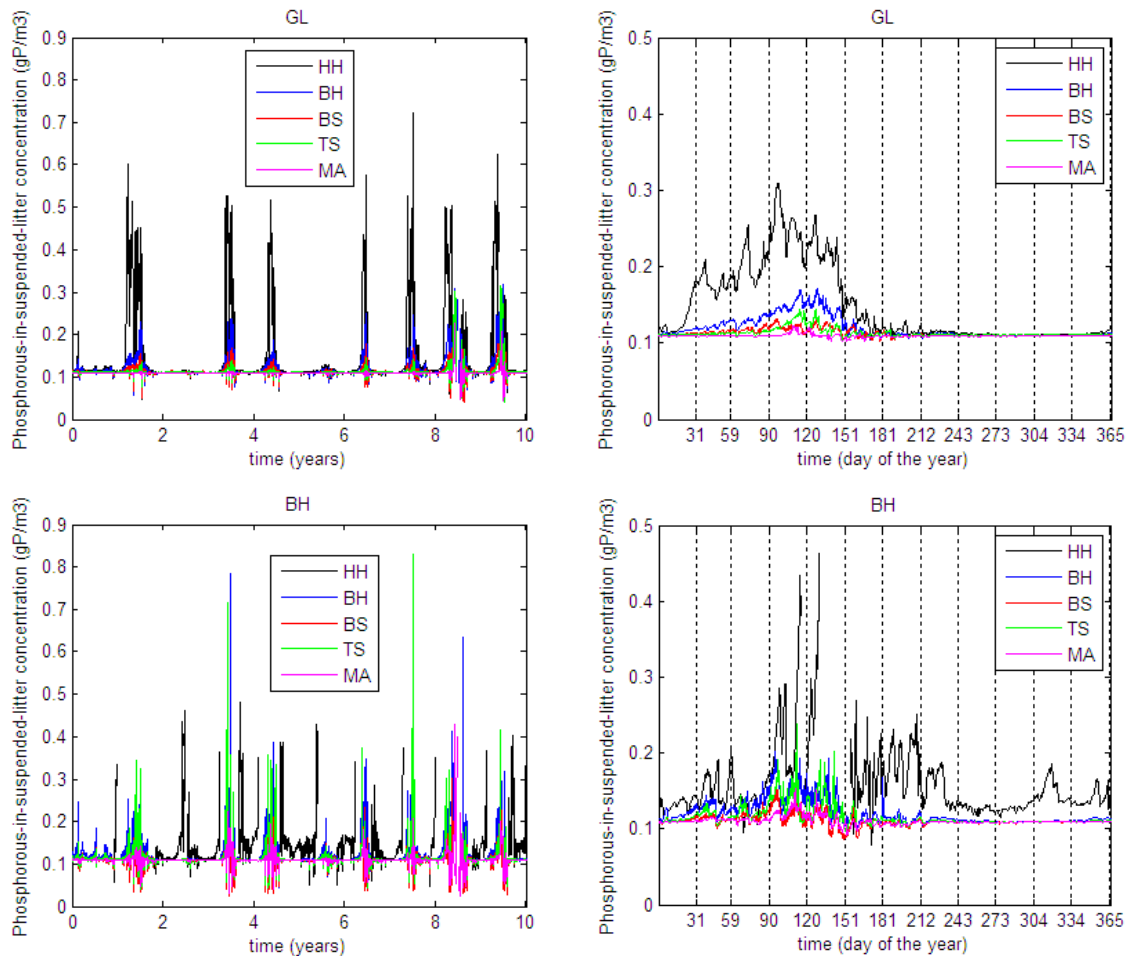 GL
Phosphorous-in-suspended-litter concentration (gP/m3)
0.9
0.8
0.7
0.6
0.5
0.4
0.3
0.2
0.1
0
HH
BH
BS
TS
MA
0 2 4 6 8 10
time (years)
GL
Phosphorous-in-suspended-litter concentration (gP/m3)
0.5
0.4
0.3
0.2
0.1
0
HH
BH
BS
TS
MA
31 59 90 120 151 181 212 243 273 304 334 365
time (day of the year)
BH
Phosphorous-in-suspended-litter concentration (gP/m3)
0.9
0.8
0.7
0.6
0.5
0.4
0.3
0.2
0.1
0
HH
BH
BS
TS
MA
0 2 4 6 8 10
time (years)
BH
Phosphorous-in-suspended-litter concentration (gP/m3)
0.5
0.4
0.3
0.2
0.1
0
HH
BH
BS
TS
MA
31 59 90 120 151 181 212 243 273 304 334 365
time (day of the year)